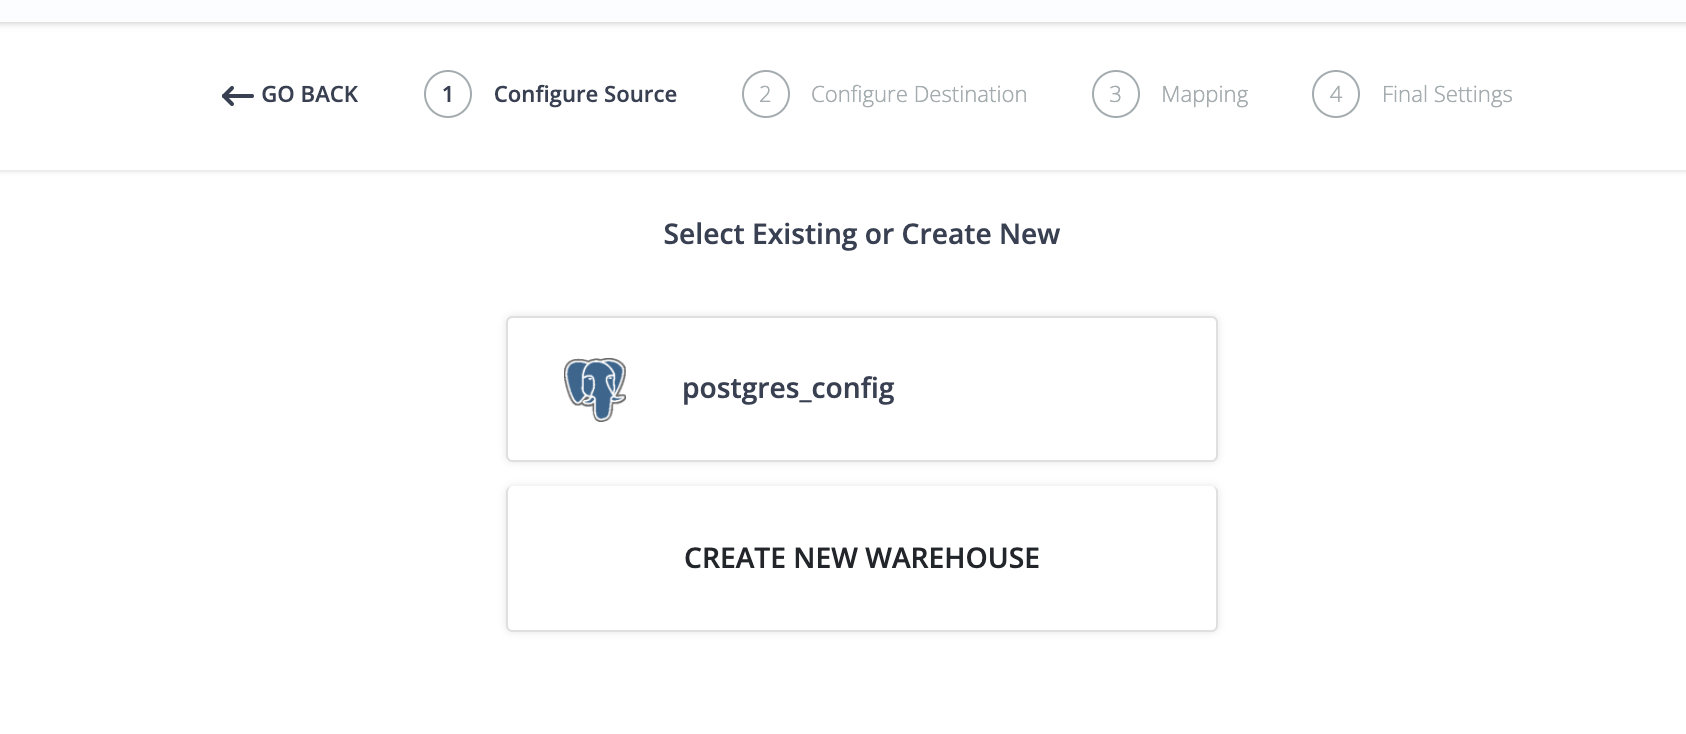 GO BACK 1 Configure Source 2 Configure Destination 3 Mapping 4 Final Settings
Select Existing or Create New
postgres_config
CREATE NEW WAREHOUSE